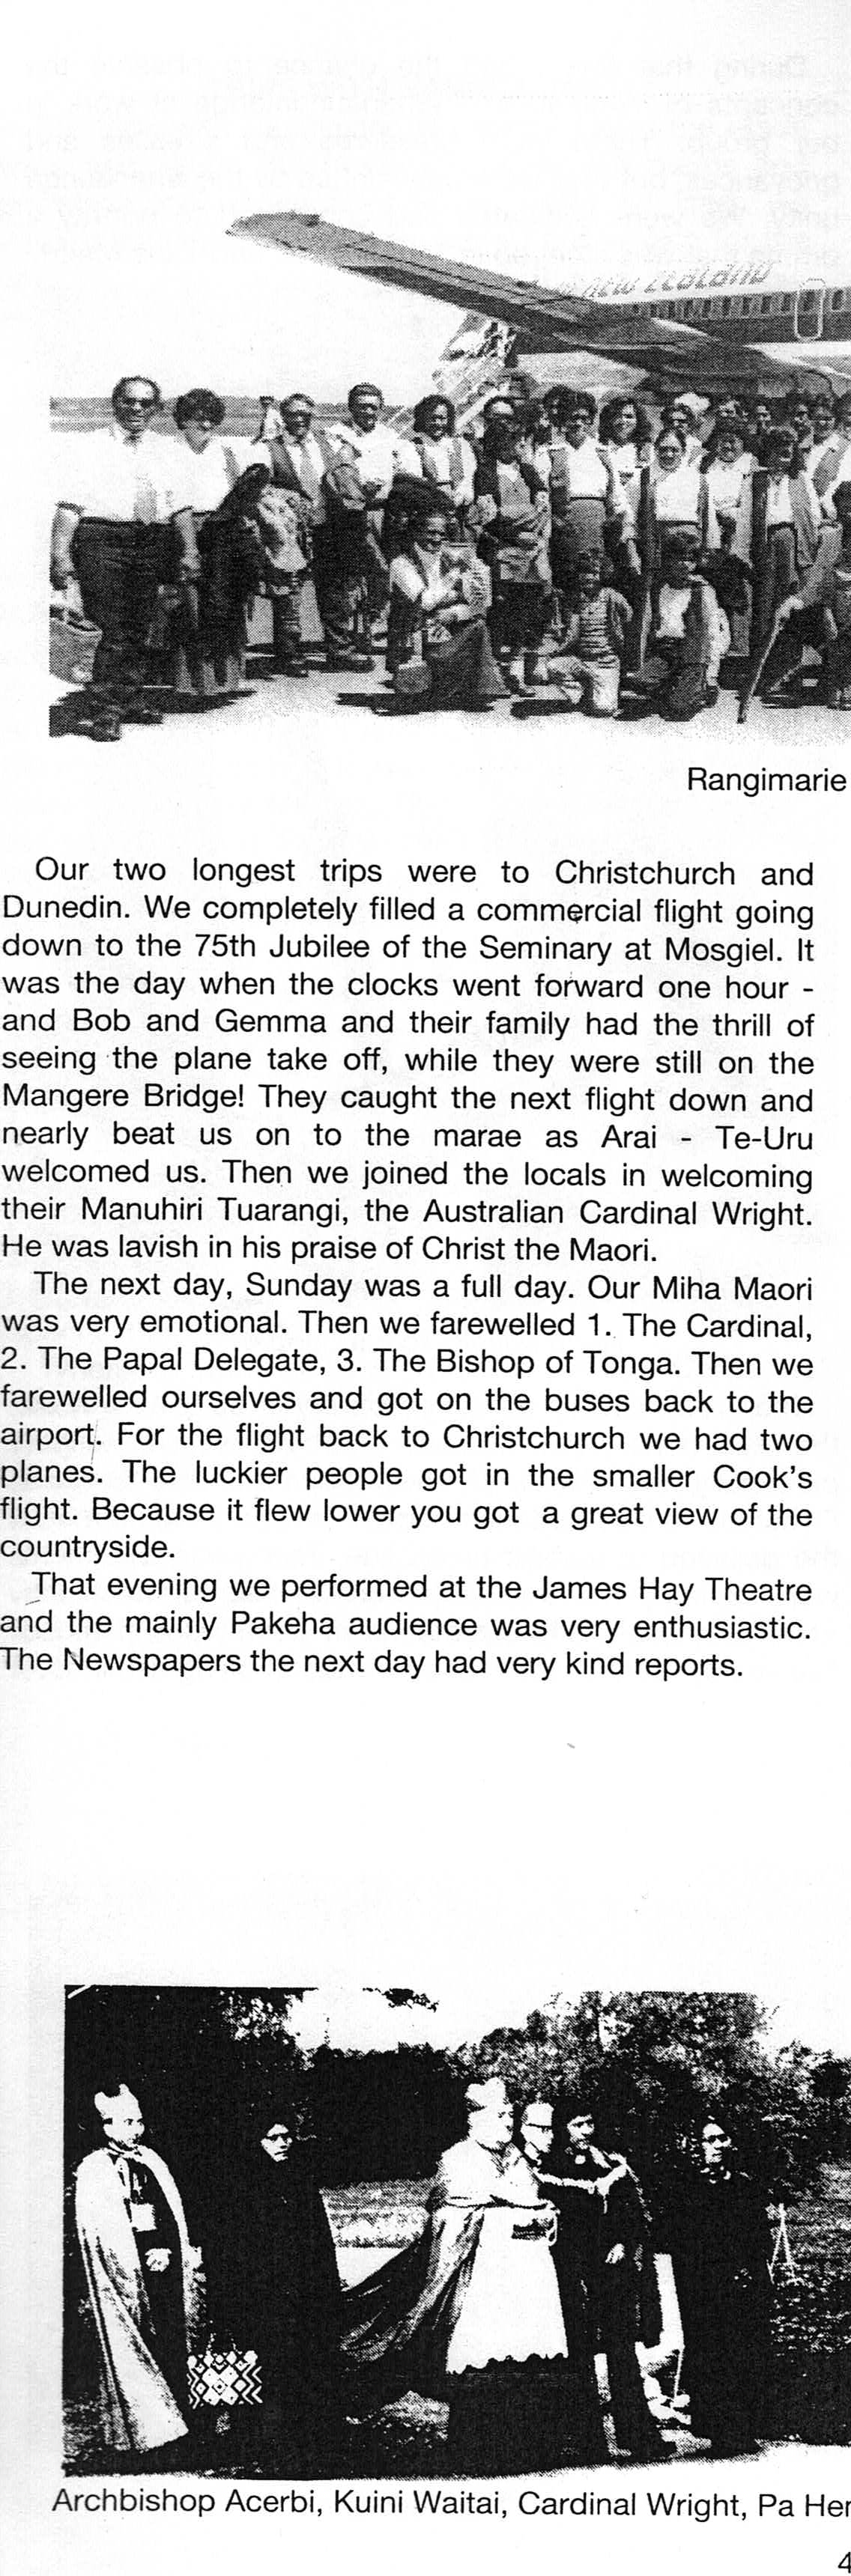 new zealand
Rangimarie
Our two longest trips were to Christchurch and
Dunedin. We completely filled a commercial flight going
down to the 75th Jubilee of the Seminary at Mosgiel. It
was the day when the clocks went forward one hour -
and Bob and Gemma and their family had the thrill of
seeing the plane take off, while they were still on the
Mangere Bridge! They caught the next flight down and
nearly beat us on to the marae as Arai - Te-Uru
welcomed us. Then we joined the locals in welcoming
their Manuhiri Tuarangi, the Australian Cardinal Wright.
He was lavish in his praise of Christ the Maori.
The next day, Sunday was a full day. Our Miha Maori
was very emotional. Then we farewelled 1. The Cardinal,
2. The Papal Delegate, 3. The Bishop of Tonga. Then we
farewelled ourselves and got on the buses back to the
airport. For the flight back to Christchurch we had two
planes. The luckier people got in the smaller Cook's
flight. Because it flew lower you got a great view of the
countryside.
That evening we performed at the James Hay Theatre
and the mainly Pakeha audience was very enthusiastic.
The Newspapers the next day had very kind reports.
Archbishop Acerbi, Kuini Waitai, Cardinal Wright, Pa Her
4